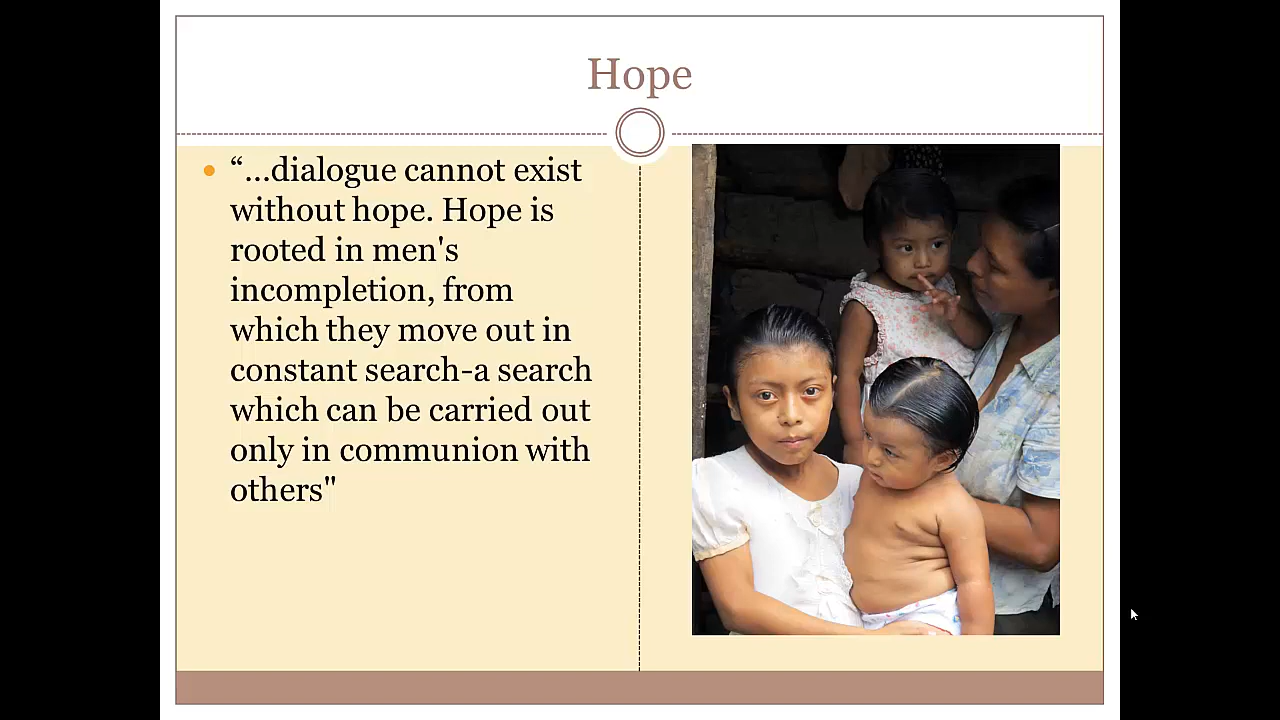 Hope
“...dialogue cannot exist
without hope. Hope is
rooted in men's
incompletion, from
which they move out in
constant search-a search
which can be carried out
only in communion with
others"